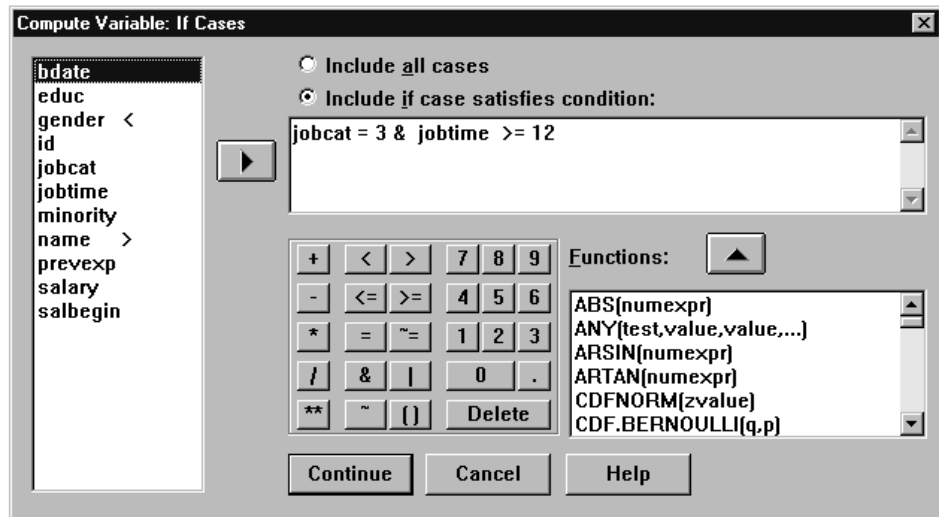 Compute Variable: If Cases
bdate
educ
gender <
id
jobcat
jobtime
minority
name >
prevexp
salary
salbegin
Include all cases
Include if case satisfies condition:
jobcat = 3 & jobtime >= 12
+ < > 7 8 9
- <= >= 4 5 6
* = ~= 1 2 3
/ & | 0 .
** ~ () Delete
Functions:
ABS(numexpr)
ANY(test,value,value,...)
ARSIN(numexpr)
ARTAN(numexpr)
CDFNORM(zvalue)
CDF.BERNOULLI(q,p)
Continue Cancel Help